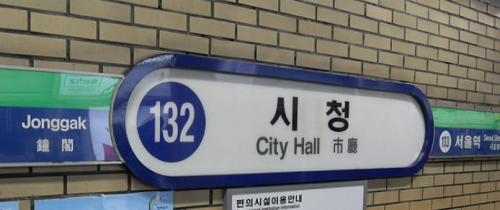 Jonggak
鐘閣
132
시청
City Hall 市廳
133
서울역
편의시설이용안내